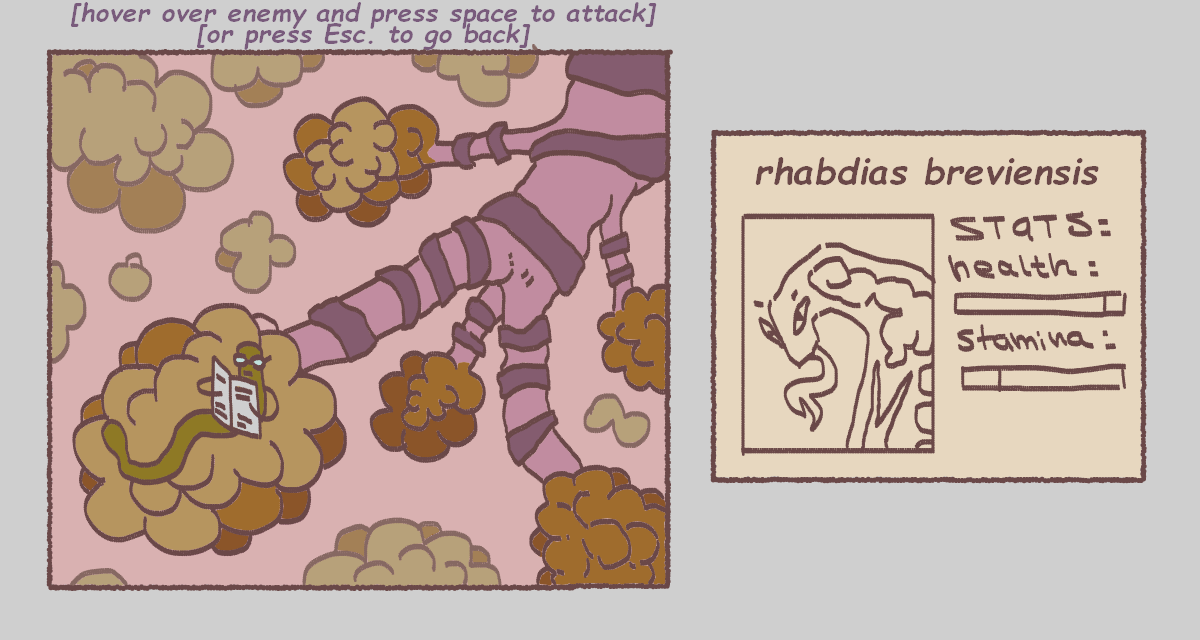 [hover over enemy and press space to attack]
[or press Esc. to go back]
rhabdias breviensis
STATS:
health:
stamina: